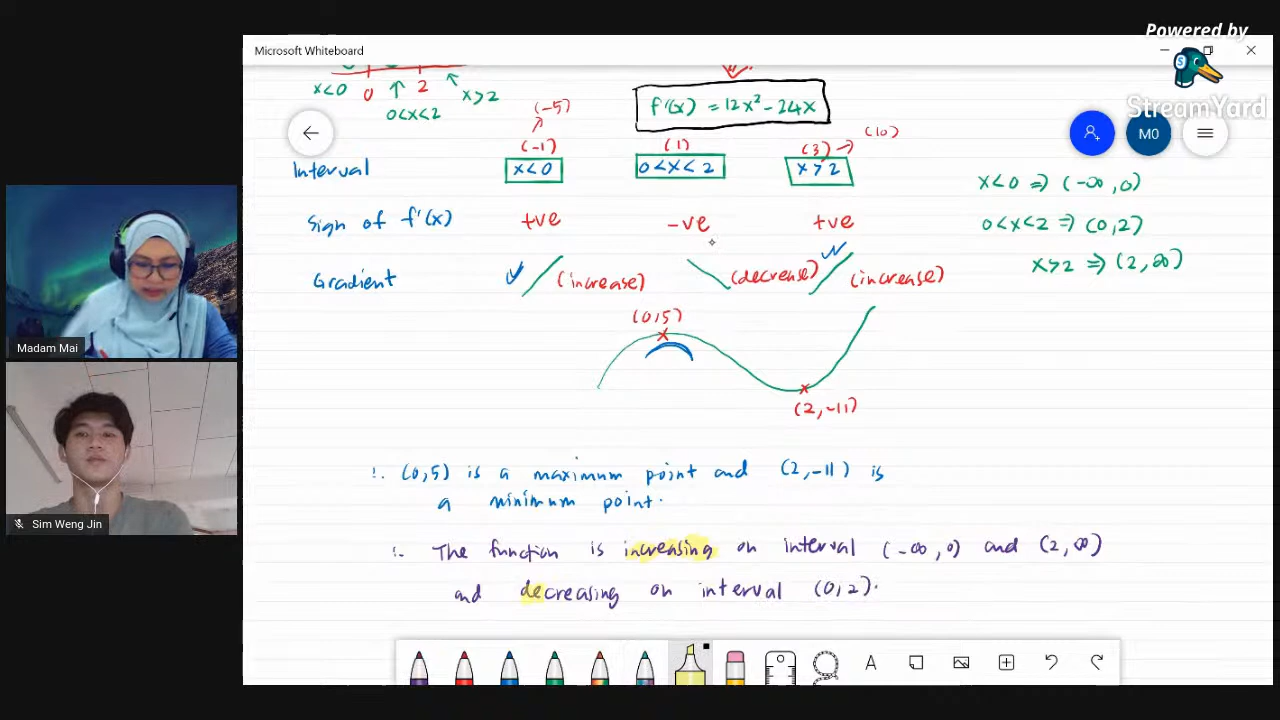 Powered by
StreamYard
Microsoft Whiteboard
x<0 0 2 x>2
0<x<2
f'(x) = 12x² - 24x
MO
(-5)
(-1) (1) (3) → (10)
Interval x<0 0<x<2 x>2
x<0 ⇒ (-∞, 0)
Sign of f'(x) +ve -ve +ve
0<x<2 ⇒ (0,2)
Gradient (increase) (decrease) (increase)
x>2 ⇒ (2, ∞)
(0,5)
(2,-11)
Madam Mai
Sim Weng Jin
∴ (0,5) is a maximum point and (2,-11) is
a minimum point.
∴ The function is increasing on interval (-∞, 0) and (2, ∞)
and decreasing on interval (0,2).
A